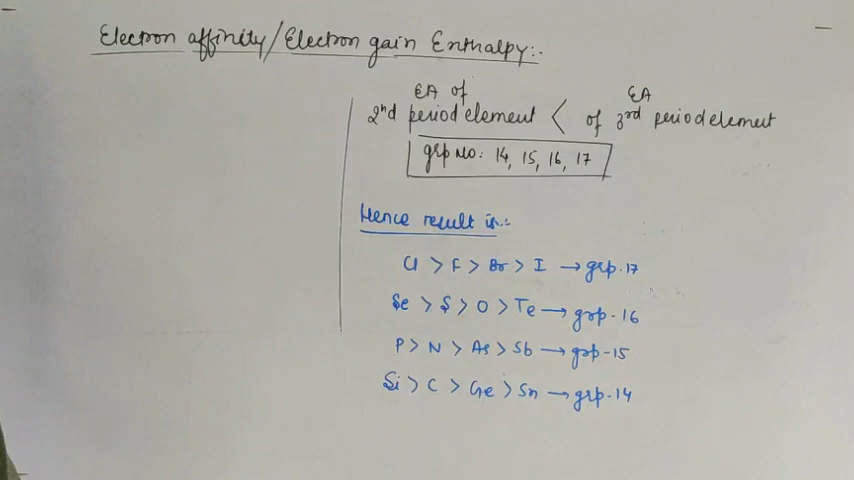 Electron affinity/Electron gain Enthalpy:-
EA of EA
2nd period element < of 3rd period element
grp No: 14, 15, 16, 17
Hence result is:-
Cl > F > Br > I → grp-17
Se > S > O > Te → grp-16
P > N > As > Sb → grp-15
Si > C > Ge > Sn → grp-14